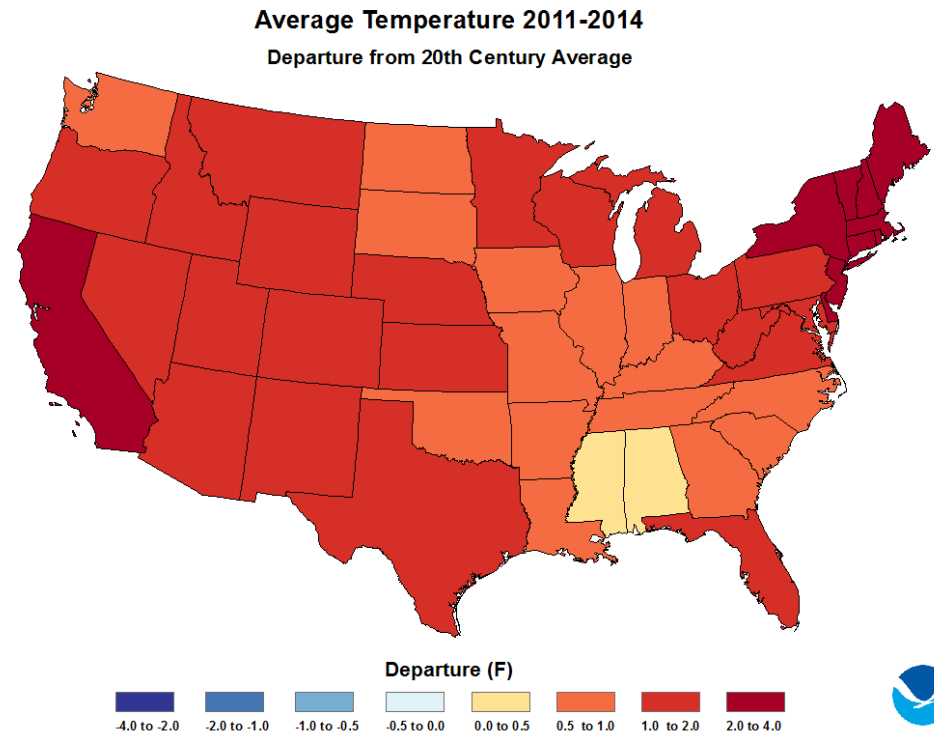 Average Temperature 2011-2014
Departure from 20th Century Average
Departure (F)
-4.0 to -2.0 -2.0 to -1.0 -1.0 to -0.5 -0.5 to 0.0 0.0 to 0.5 0.5 to 1.0 1.0 to 2.0 2.0 to 4.0